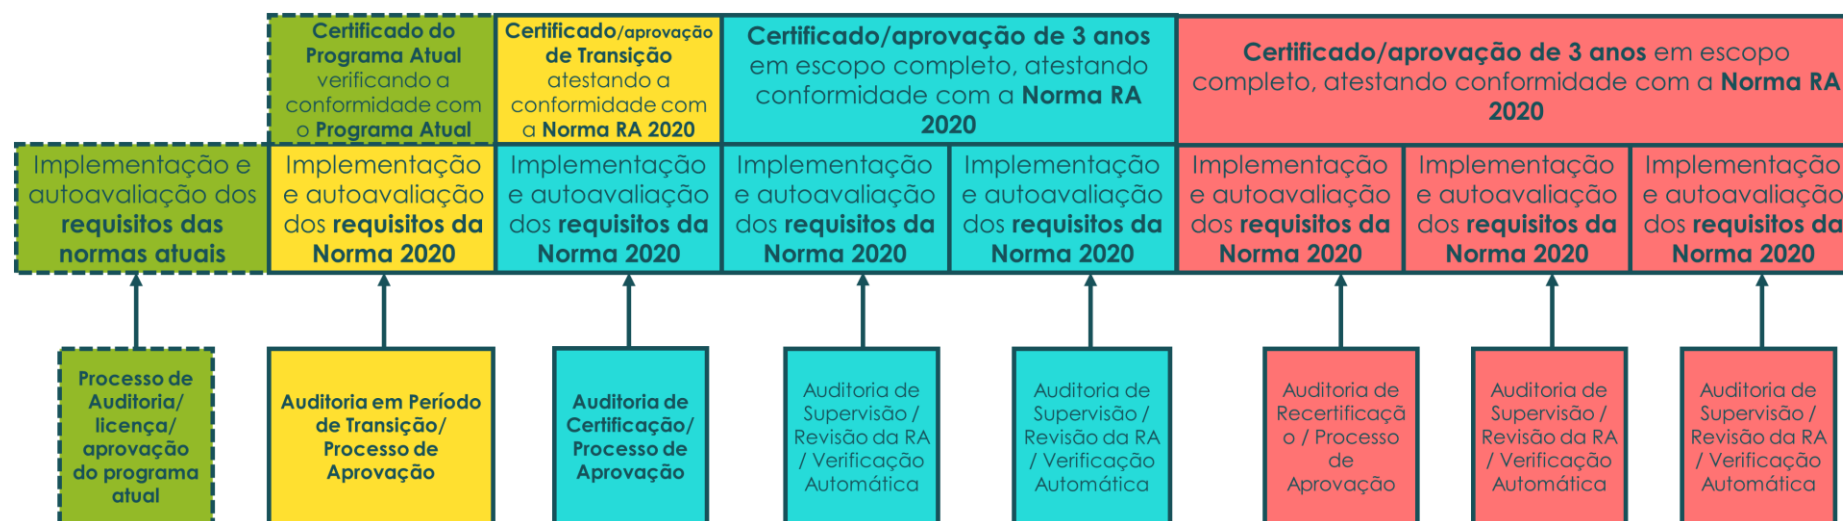 Certificado do
Programa Atual
verificando a
conformidade com
o Programa Atual
Certificado/aprovação
de Transição
atestando a
conformidade com
a Norma RA 2020
Certificado/aprovação de 3 anos
em escopo completo, atestando
conformidade com a Norma RA
2020
Certificado/aprovação de 3 anos em escopo
completo, atestando conformidade com a Norma RA
2020
Implementação e
autoavaliação dos
requisitos das
normas atuais
Implementação
e autoavaliação
dos requisitos da
Norma 2020
Implementação
e autoavaliação
dos requisitos da
Norma 2020
Implementação
e autoavaliação
dos requisitos da
Norma 2020
Implementação
e autoavaliação
dos requisitos da
Norma 2020
Implementação
e autoavaliação
dos requisitos da
Norma 2020
Implementação
e autoavaliação
dos requisitos da
Norma 2020
Implementação
e autoavaliação
dos requisitos da
Norma 2020
Processo de
Auditoria/
licença/
aprovação
do programa
atual
Auditoria em Período
de Transição/
Processo de
Aprovação
Auditoria de
Certificação/
Processo de
Aprovação
Auditoria de
Supervisão /
Revisão da RA
/ Verificação
Automática
Auditoria de
Supervisão /
Revisão da RA
/ Verificação
Automática
Auditoria de
Recertificaçã
o / Processo
de
Aprovação
Auditoria de
Supervisão /
Revisão da RA
/ Verificação
Automática
Auditoria de
Supervisão /
Revisão da RA
/ Verificação
Automática